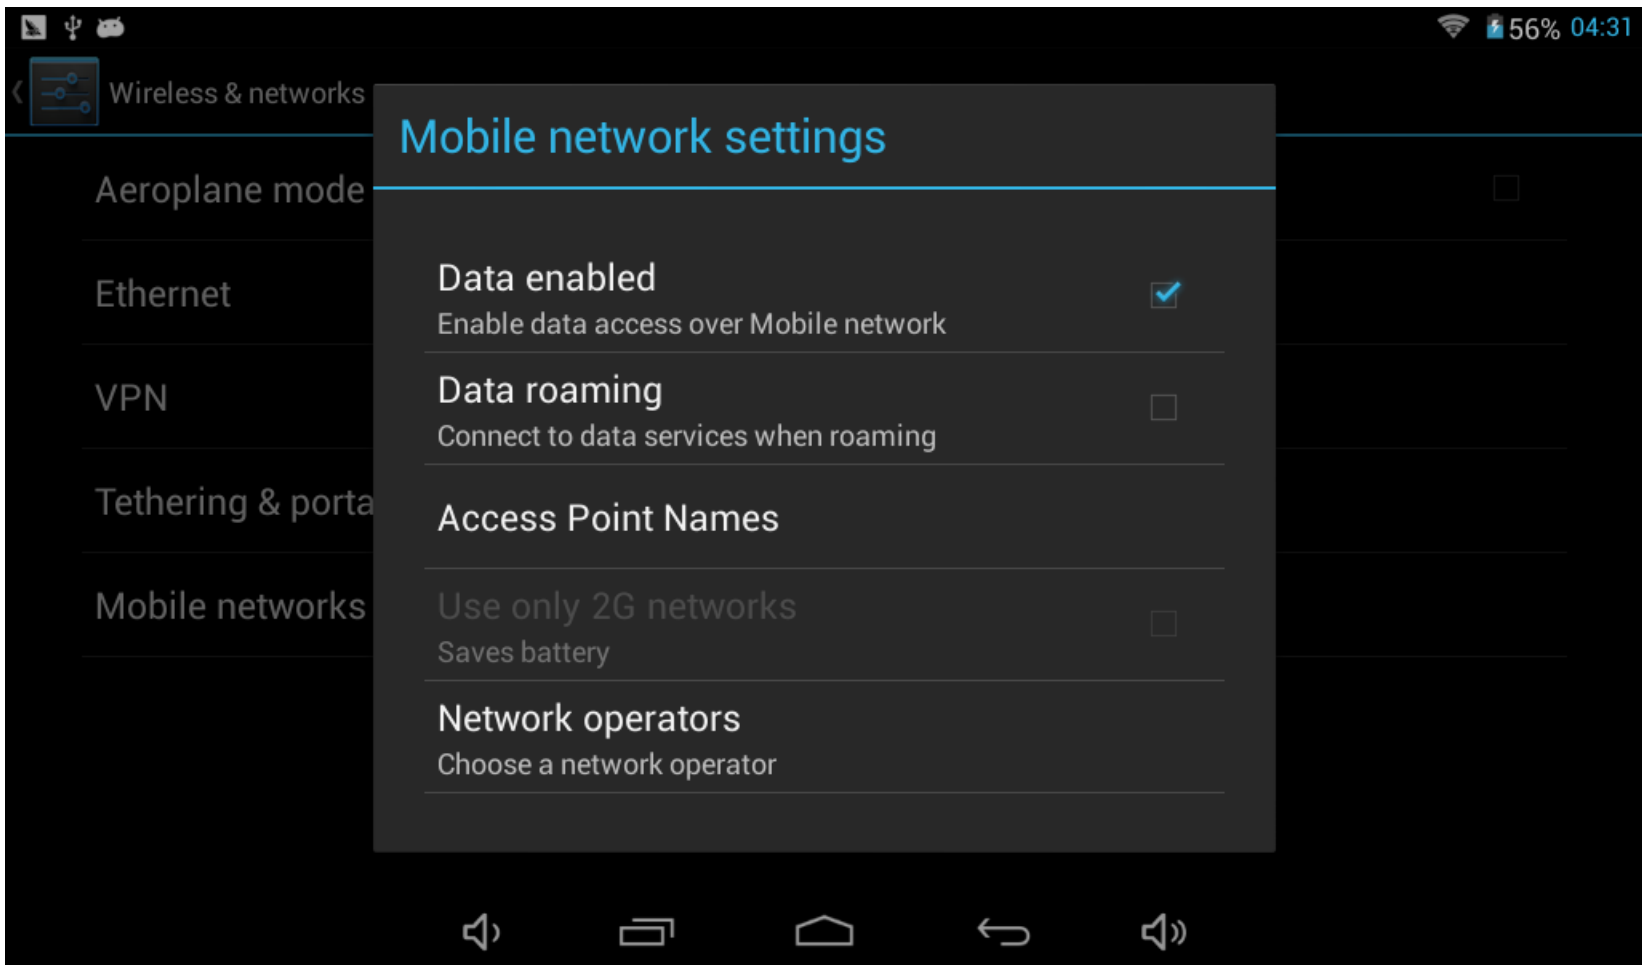 56% 04:31
Wireless & networks
Mobile network settings
Aeroplane mode
Ethernet
VPN
Tethering & porta
Mobile networks
Data enabled
Enable data access over Mobile network
Data roaming
Connect to data services when roaming
Access Point Names
Use only 2G networks
Saves battery
Network operators
Choose a network operator